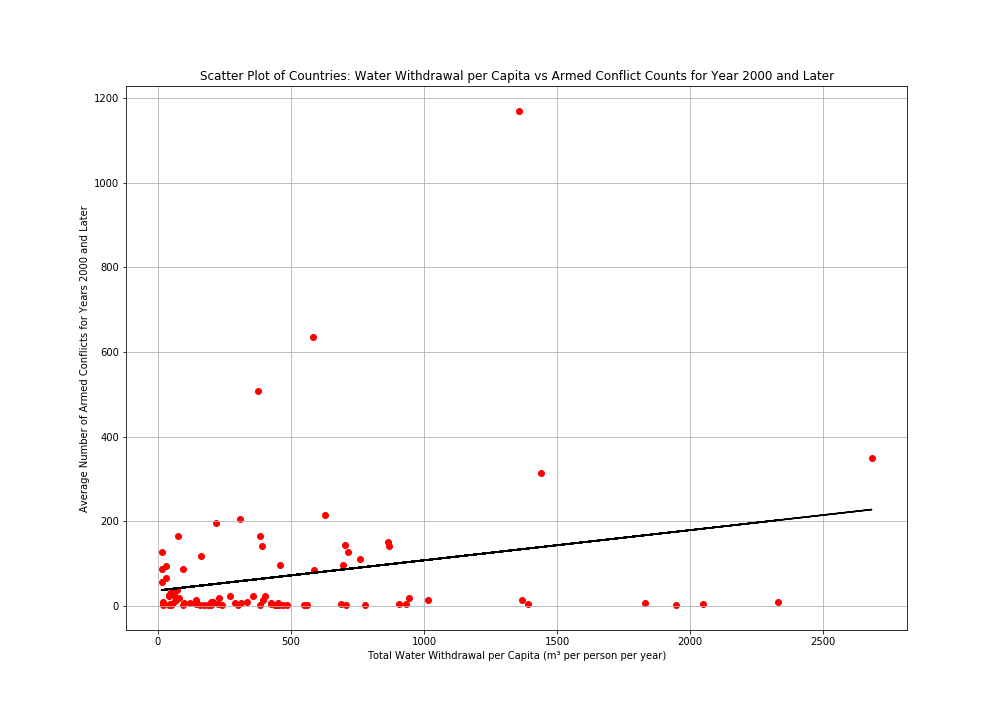 Scatter Plot of Countries: Water Withdrawal per Capita vs Armed Conflict Counts for Year 2000 and Later
Average Number of Armed Conflicts for Years 2000 and Later
1200
1000
800
600
400
200
0
0 500 1000 1500 2000 2500
Total Water Withdrawal per Capita (m³ per person per year)